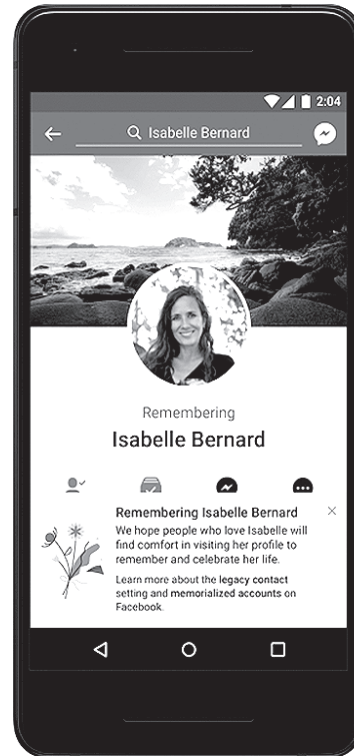 2:04
Isabelle Bernard
Remembering
Isabelle Bernard
Remembering Isabelle Bernard
We hope people who love Isabelle will
find comfort in visiting her profile to
remember and celebrate her life.
Learn more about the legacy contact
setting and memorialized accounts on
Facebook.